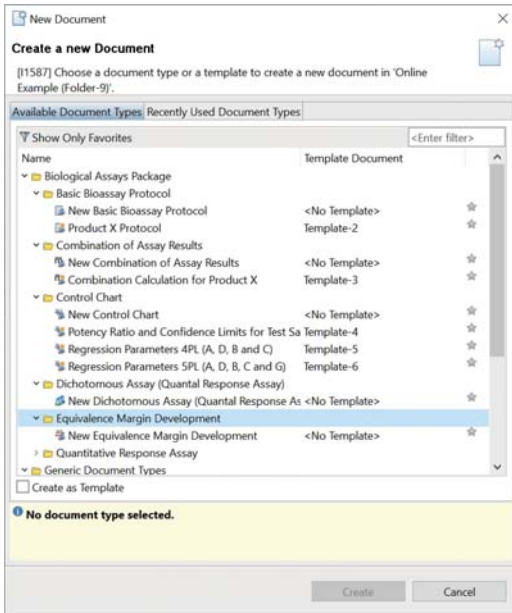 New Document
Create a new Document
[I1587] Choose a document type or a template to create a new document in 'Online
Example (Folder-9)'.
Available Document Types Recently Used Document Types
Show Only Favorites <Enter filter>
Name Template Document
Biological Assays Package
Basic Bioassay Protocol
New Basic Bioassay Protocol <No Template>
Product X Protocol Template-2
Combination of Assay Results
New Combination of Assay Results <No Template>
Combination Calculation for Product X Template-3
Control Chart
New Control Chart <No Template>
Potency Ratio and Confidence Limits for Test Sa Template-4
Regression Parameters 4PL (A, D, B and C) Template-5
Regression Parameters 5PL (A, D, B, C and G) Template-6
Dichotomous Assay (Quantal Response Assay)
New Dichotomous Assay (Quantal Response As <No Template>
Equivalence Margin Development
New Equivalence Margin Development <No Template>
Quantitative Response Assay
Generic Document Types
Create as Template
No document type selected.
Create Cancel